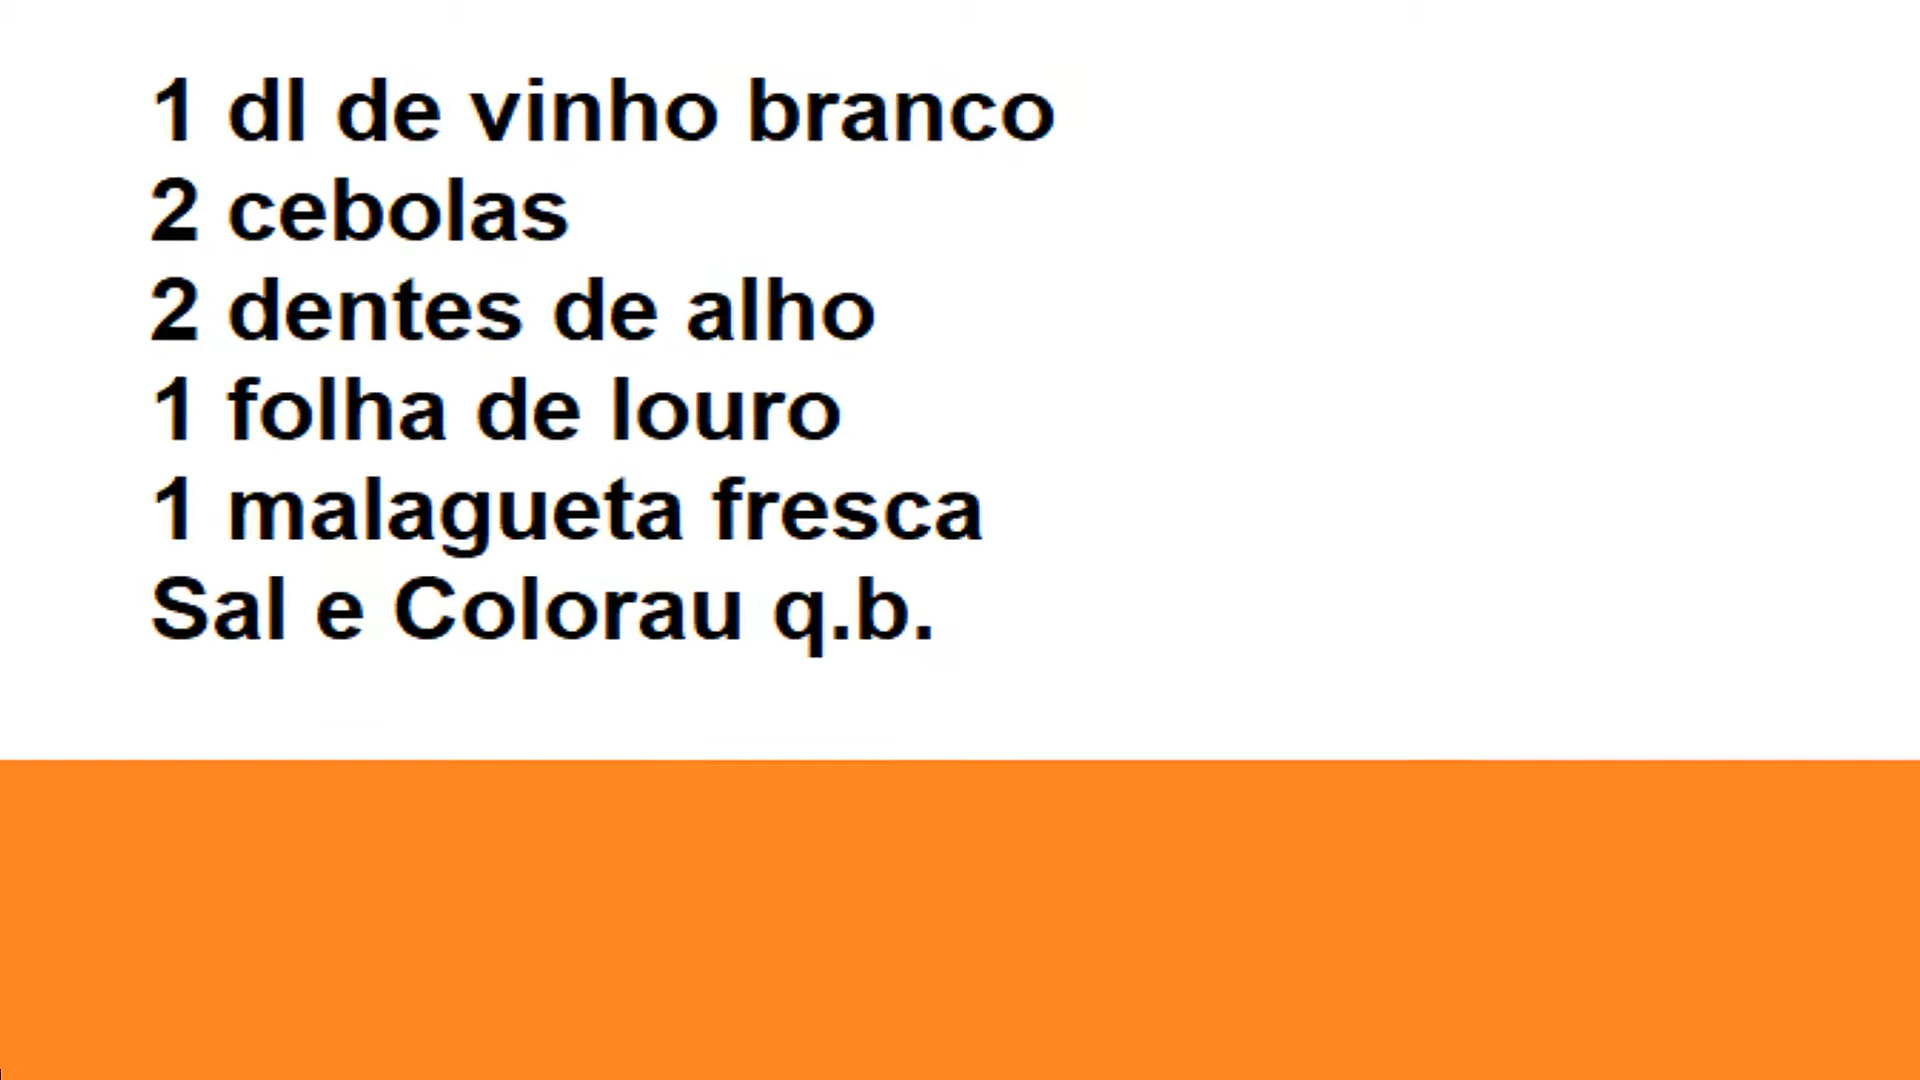 1 dl de vinho branco
2 cebolas
2 dentes de alho
1 folha de louro
1 malagueta fresca
Sal e Colorau q.b.